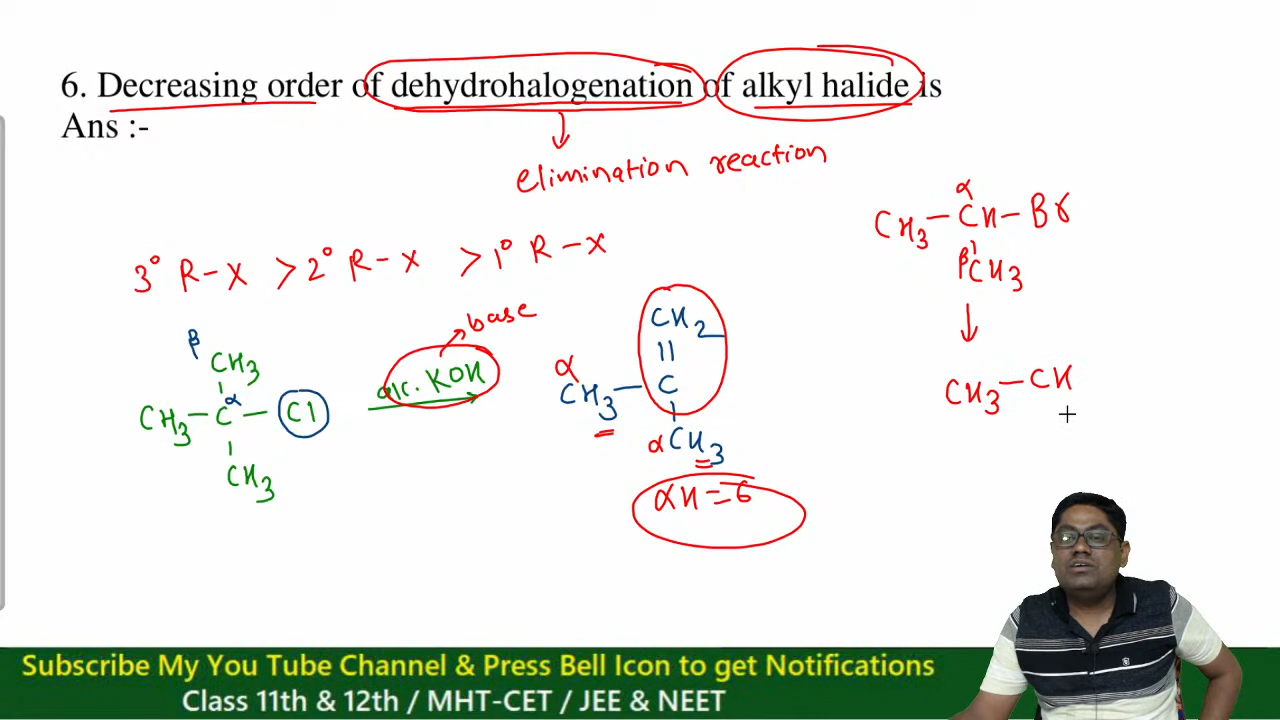 6. Decreasing order of dehydrohalogenation of alkyl halide is
Ans :-
elimination reaction
3° R-X > 2° R-X > 1° R-X
β
CH3
α
CH3-C-Cl
CH3
alc. KOH
base
CH2
||
α
CH3-C
αCH3
αH=6
α
CH3-CH-Br
βCH3
↓
CH3-CH
Subscribe My You Tube Channel & Press Bell Icon to get Notifications
Class 11th & 12th / MHT-CET / JEE & NEET